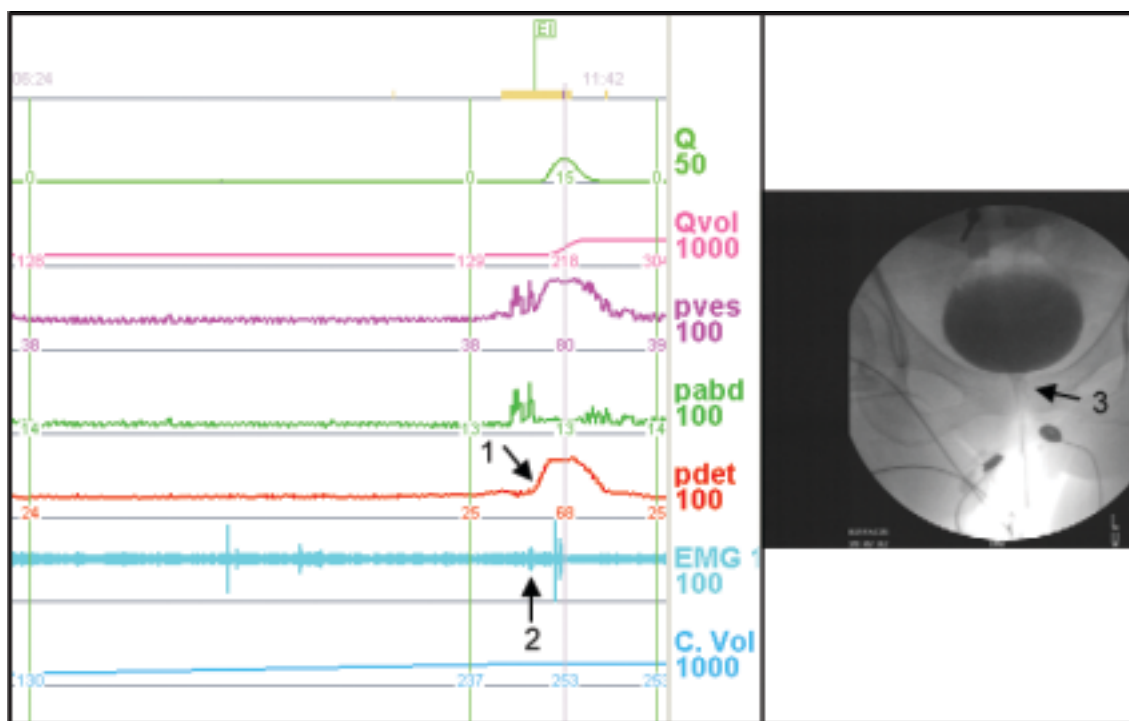 EI
06:24 11:42
Q
50
0 0 15 0
Qvol
1000
128 129 218 304
pves
100
38 38 80 39
pabd
100
14 13 13 14
1
pdet
100
24 25 68 25
EMG 1
100
2
C. Vol
1000
130 237 253 253
3